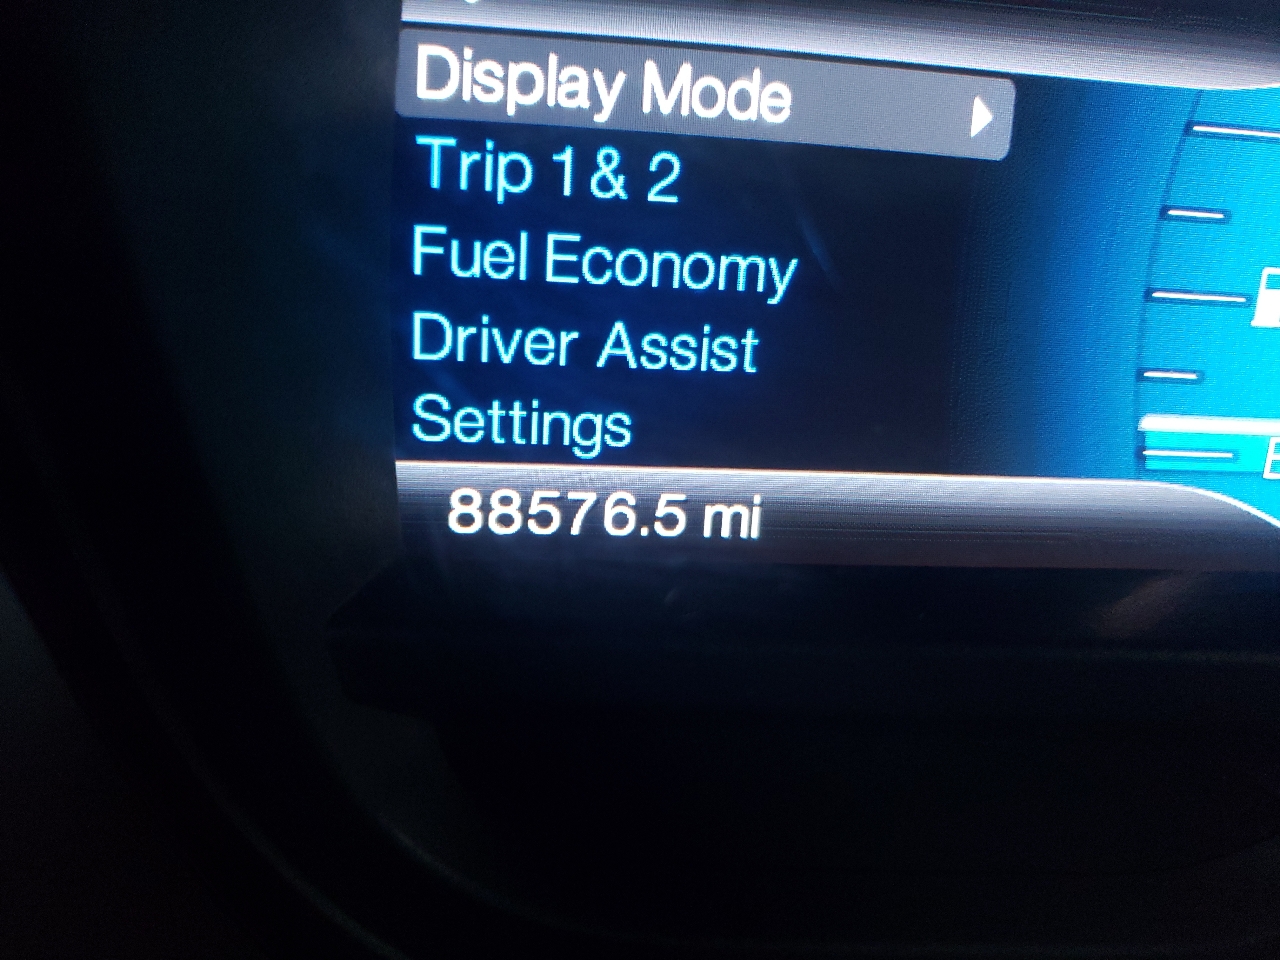 Display Mode
Trip 1 & 2
Fuel Economy
Driver Assist
Settings
88576.5 mi